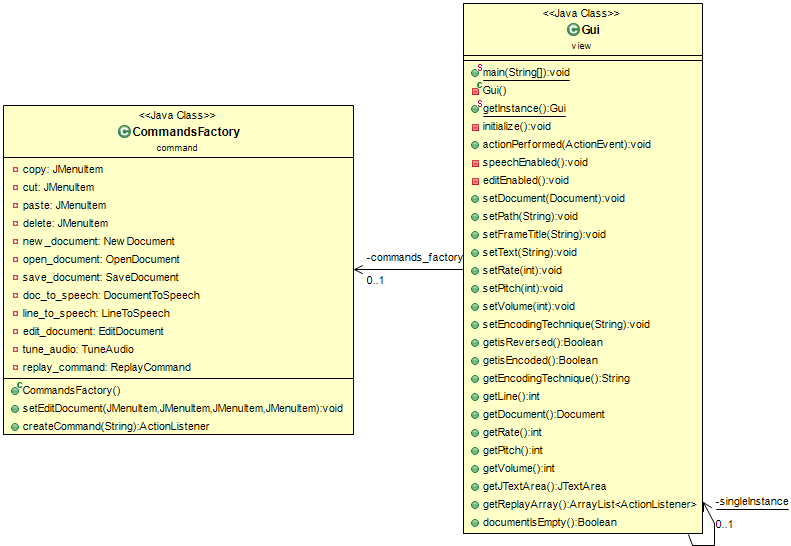 <<Java Class>>
CommandsFactory
command
copy: JMenuItem
cut: JMenuItem
paste: JMenuItem
delete: JMenuItem
new_document: NewDocument
open_document: OpenDocument
save_document: SaveDocument
doc_to_speech: DocumentToSpeech
line_to_speech: LineToSpeech
edit_document: EditDocument
tune_audio: TuneAudio
replay_command: ReplayCommand
CommandsFactory()
setEditDocument(JMenuItem,JMenuItem,JMenuItem,JMenuItem):void
createCommand(String):ActionListener
-commands_factory
0..1
<<Java Class>>
Gui
view
main(String[]):void
Gui()
getInstance():Gui
initialize():void
actionPerformed(ActionEvent):void
speechEnabled():void
editEnabled():void
setDocument(Document):void
setPath(String):void
setFrameTitle(String):void
setText(String):void
setRate(int):void
setPitch(int):void
setVolume(int):void
setEncodingTechnique(String):void
getisReversed():Boolean
getisEncoded():Boolean
getEncodingTechnique():String
getLine():int
getDocument():Document
getRate():int
getPitch():int
getVolume():int
getJTextArea():JTextArea
getReplayArray():ArrayList<ActionListener>
documentIsEmpty():Boolean
-singleInstance
0..1